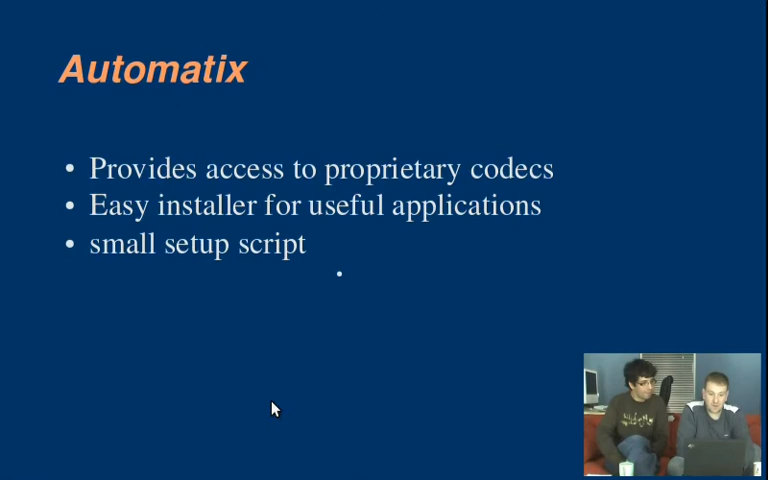 Automatix
• Provides access to proprietary codecs
• Easy installer for useful applications
• small setup script
•